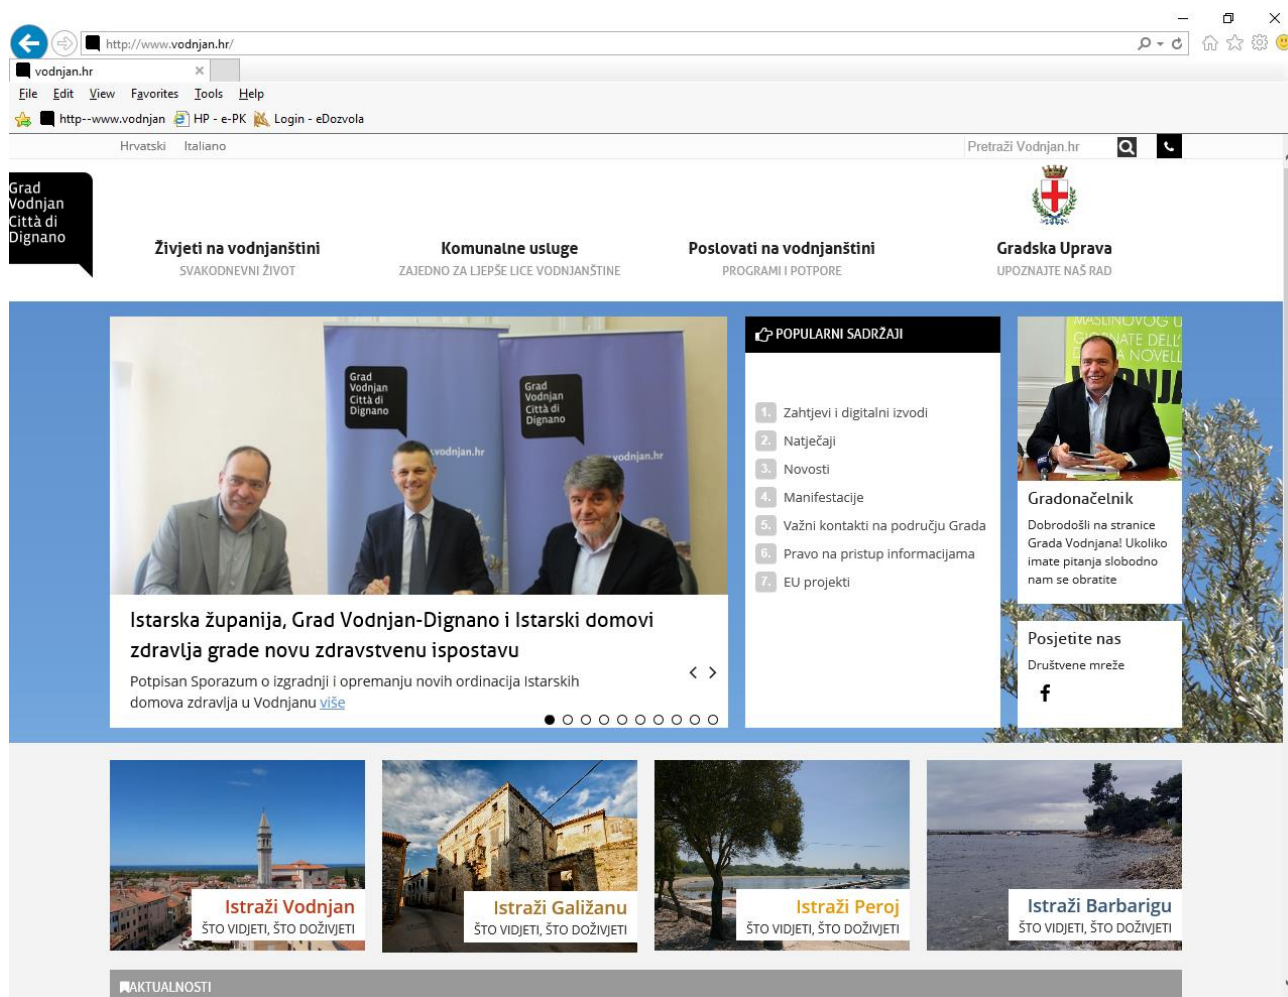 http://www.vodnjan.hr/
vodnjan.hr
File Edit View Favorites Tools Help
http--www.vodnjan HP - e-PK Login - eDozvola
Hrvatski Italiano
Pretraži Vodnjan.hr
Grad
Vodnjan
Città di
Dignano
Živjeti na vodnjanštini
SVAKODNEVNI ŽIVOT
Komunalne usluge
ZAJEDNO ZA LJEPŠE LICE VODNJANŠTINE
Poslovati na vodnjanštini
PROGRAMI I POTPORE
Gradska Uprava
UPOZNAJTE NAŠ RAD
Grad
Vodnjan
Città di
Dignano
vodnjan.hr
Grad
Vodnjan
Città di
Dignano
vodnjan.hr
Istarska županija, Grad Vodnjan-Dignano i Istarski domovi
zdravlja grade novu zdravstvenu ispostavu
Potpisan Sporazum o izgradnji i opremanju novih ordinacija Istarskih
domova zdravlja u Vodnjanu više
POPULARNI SADRŽAJI
1. Zahtjevi i digitalni izvodi
2. Natječaji
3. Novosti
4. Manifestacije
5. Važni kontakti na području Grada
6. Pravo na pristup informacijama
7. EU projekti
MASLINOVOG U
GIORNATE DELL'
NOVELL
Gradonačelnik
Dobrodošli na stranice
Grada Vodnjana! Ukoliko
imate pitanja slobodno
nam se obratite
Posjetite nas
Društvene mreže
Istraži Vodnjan
ŠTO VIDJETI, ŠTO DOŽIVJETI
Istraži Galižanu
ŠTO VIDJETI, ŠTO DOŽIVJETI
Istraži Peroj
ŠTO VIDJETI, ŠTO DOŽIVJETI
Istraži Barbarigu
ŠTO VIDJETI, ŠTO DOŽIVJETI
AKTUALNOSTI